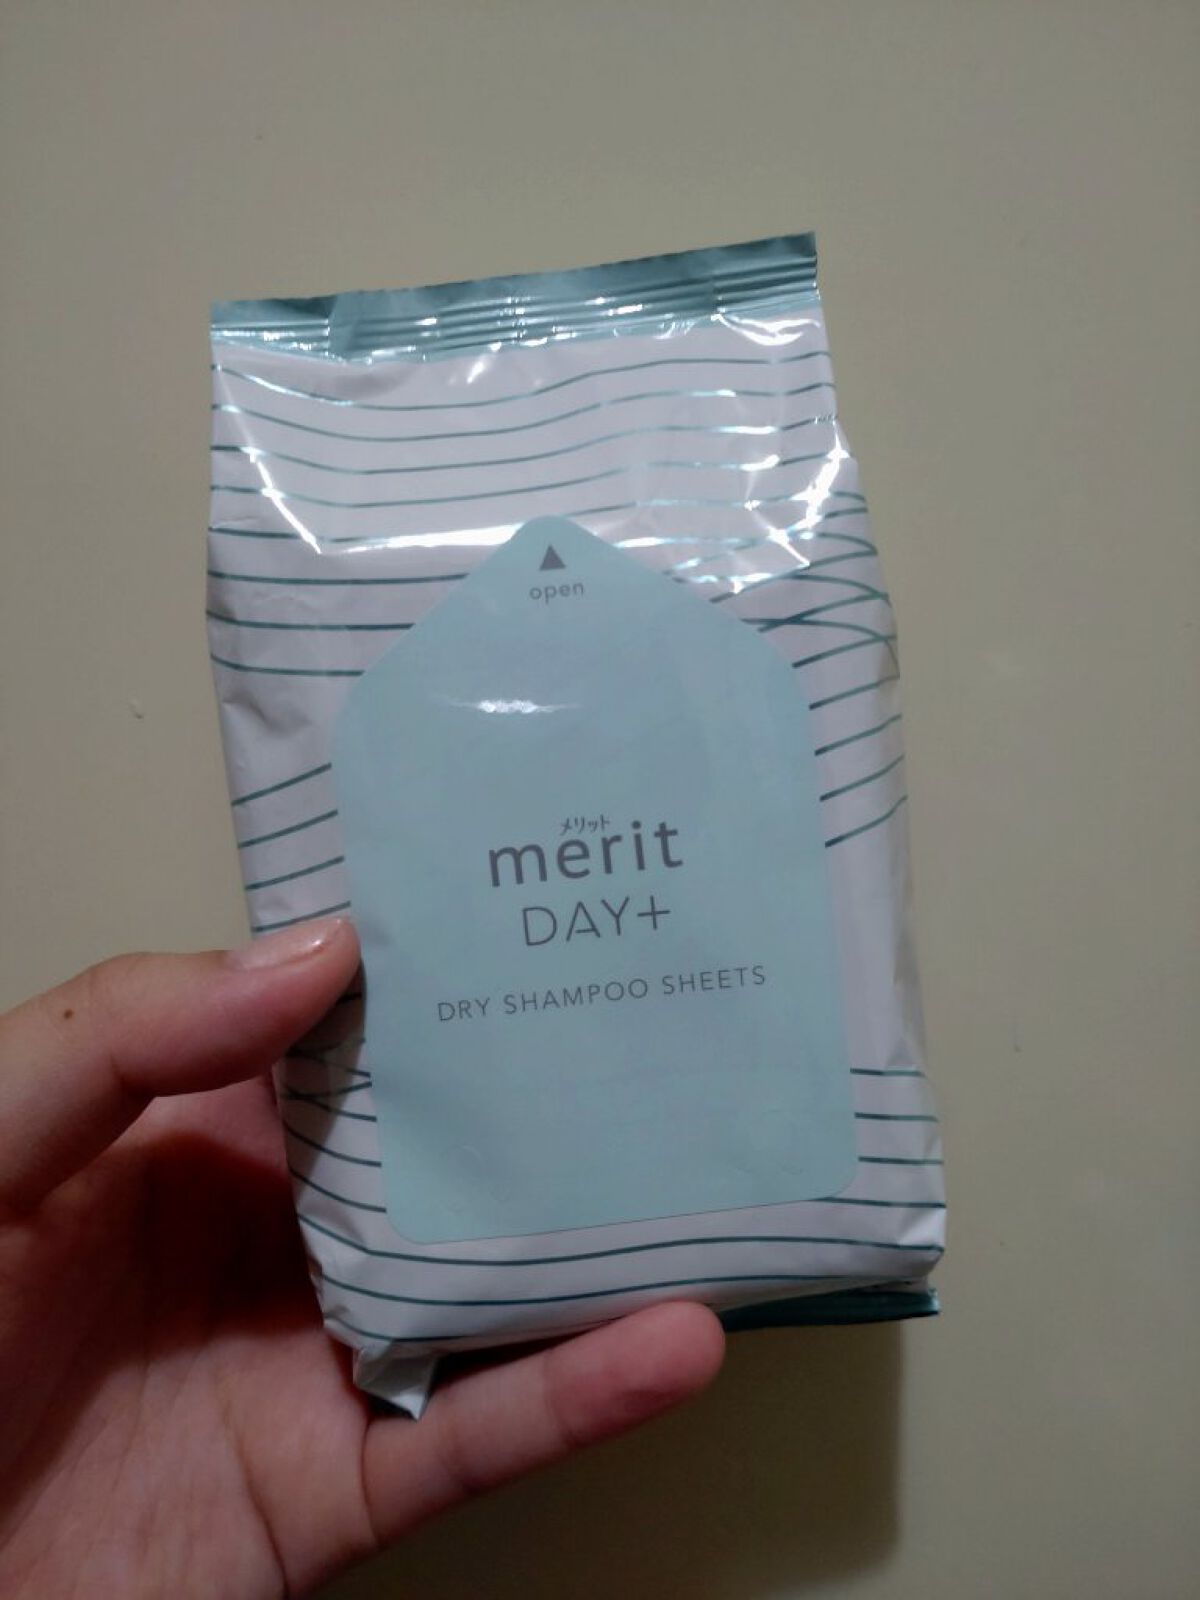 ▲
open
メリット
merit
DAY+
DRY SHAMPOO SHEETS